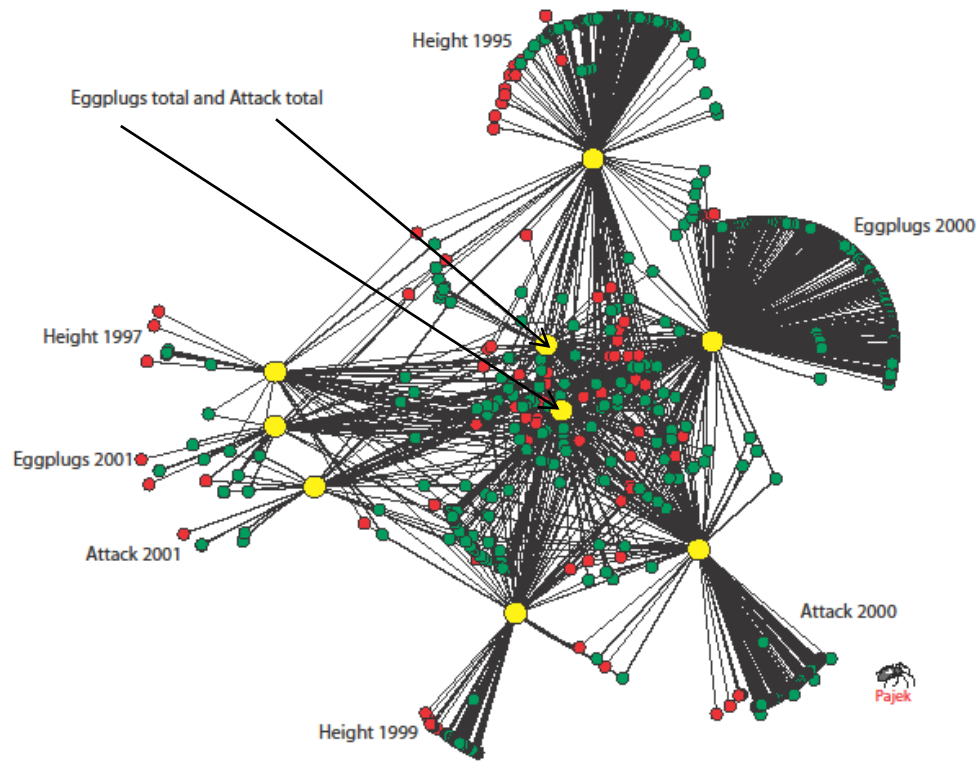 Height 1995
Eggplugs total and Attack total
Eggplugs 2000
Height 1997
Eggplugs 2001
Attack 2001
Attack 2000
Pajek
Height 1999